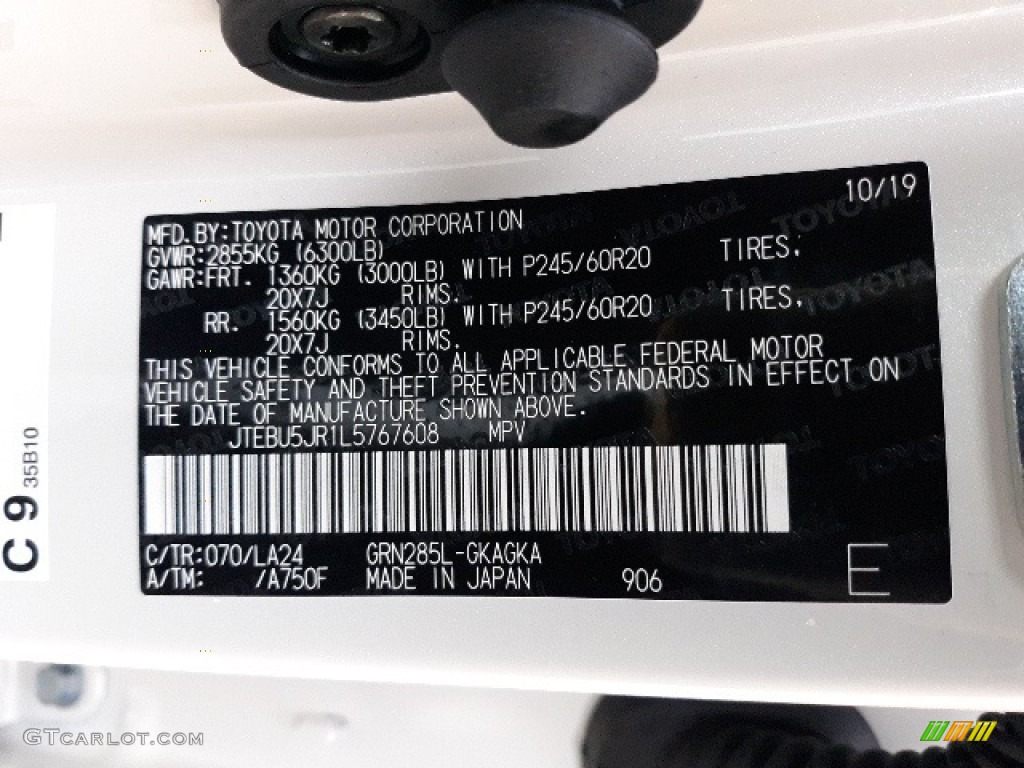 10/19
MFD.BY:TOYOTA MOTOR CORPORATION
GVWR:2855KG (6300LB)
GAWR:FRT. 1360KG (3000LB) WITH P245/60R20 TIRES,
20X7J RIMS.
RR. 1560KG (3450LB) WITH P245/60R20 TIRES,
20X7J RIMS.
THIS VEHICLE CONFORMS TO ALL APPLICABLE FEDERAL MOTOR
VEHICLE SAFETY AND THEFT PREVENTION STANDARDS IN EFFECT ON
THE DATE OF MANUFACTURE SHOWN ABOVE.
JTEBU5JR1L5767608 MPV
C/TR:070/LA24 GRN285L-GKAGKA
A/TM: /A750F MADE IN JAPAN 906 E
C 9 35B10
GTCARLOT.COM